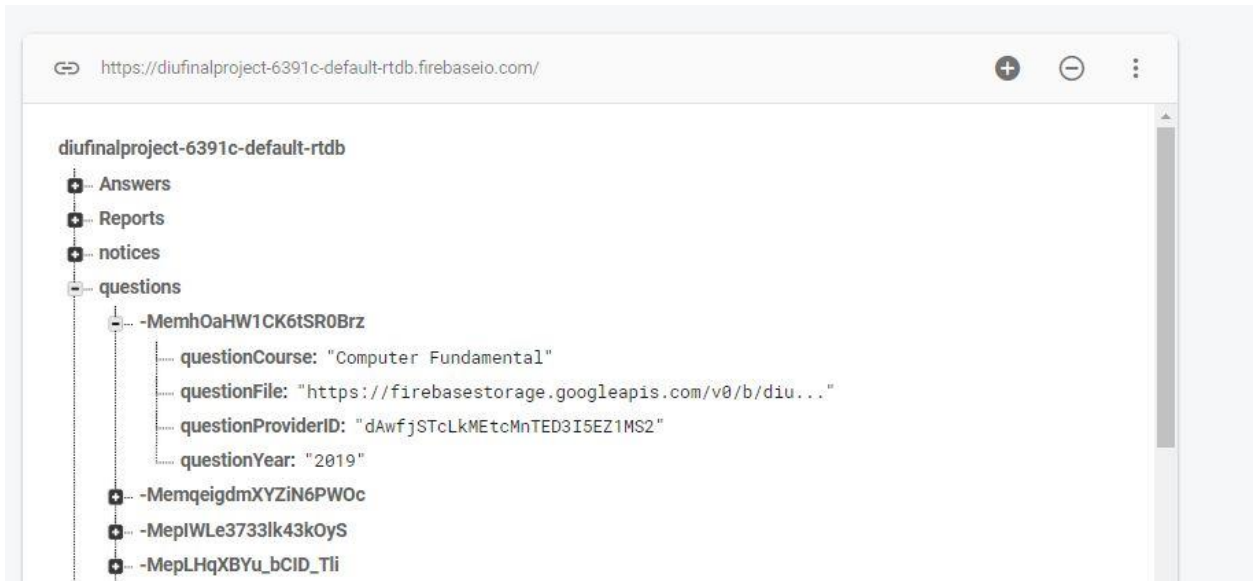 https://diufinalproject-6391c-default-rtdb.firebaseio.com/
diufinalproject-6391c-default-rtdb
Answers
Reports
notices
questions
-MemhOaHW1CK6tSR0Brz
questionCourse: "Computer Fundamental"
questionFile: "https://firebasestorage.googleapis.com/v0/b/diu..."
questionProviderID: "dAwfjSTcLkMEtcMnTED3I5EZ1MS2"
questionYear: "2019"
-MemqeigdmXYZiN6PWOc
-MepIWLe3733lk43kOyS
-MepLHqXBYu_bCID_Tli